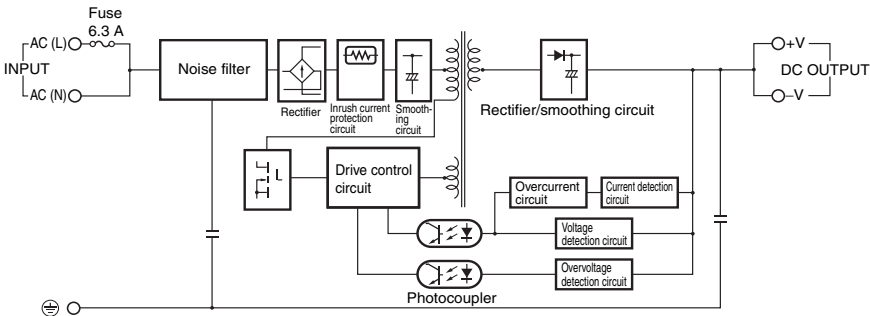 Fuse
6.3 A
AC (L)
INPUT
AC (N)
Noise filter
Rectifier
Inrush current
protection
circuit
Smooth-
ing
circuit
Rectifier/smoothing circuit
+V
DC OUTPUT
–V
Drive control
circuit
Overcurrent
circuit
Current detection
circuit
Voltage
detection circuit
Overvoltage
detection circuit
Photocoupler